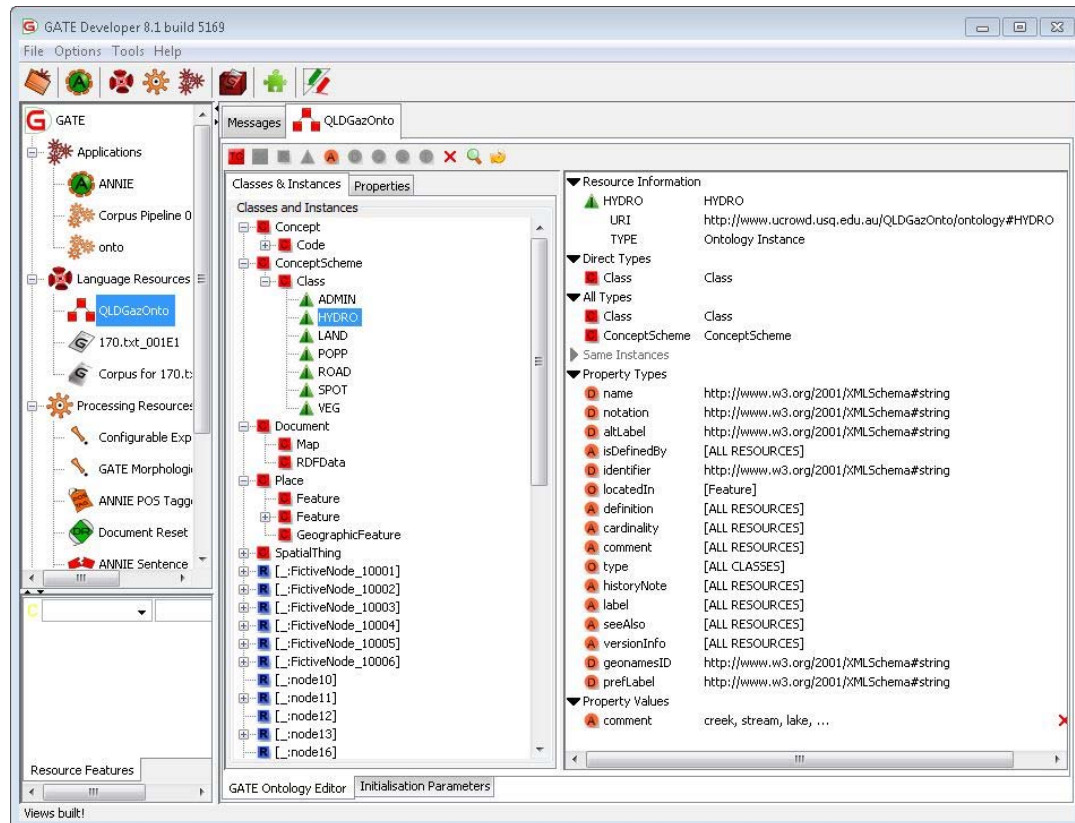 GATE Developer 8.1 build 5169
File Options Tools Help
GATE
Applications
ANNIE
Corpus Pipeline 0
onto
Language Resources
QLDGazOnto
170.txt_001E1
Corpus for 170.t
Processing Resources
Configurable Exp
GATE Morphologi
ANNIE POS Tagg
Document Reset
ANNIE Sentence
C
Resource Features
Views built!
Messages QLDGazOnto
Classes & Instances Properties
Classes and Instances
Concept
Code
ConceptScheme
Class
ADMIN
HYDRO
LAND
POPP
ROAD
SPOT
VEG
Document
Map
RDFData
Place
Feature
Feature
GeographicFeature
SpatialThing
R [_:FictiveNode_10001]
R [_:FictiveNode_10002]
R [_:FictiveNode_10003]
R [_:FictiveNode_10004]
R [_:FictiveNode_10005]
R [_:FictiveNode_10006]
R [_:node10]
R [_:node11]
R [_:node12]
R [_:node13]
R [_:node16]
Resource Information
HYDRO HYDRO
URI http://www.ucrowd.usq.edu.au/QLDGazOnto/ontology#HYDRO
TYPE Ontology Instance
Direct Types
Class Class
All Types
Class Class
ConceptScheme ConceptScheme
Same Instances
Property Types
D name http://www.w3.org/2001/XMLSchema#string
D notation http://www.w3.org/2001/XMLSchema#string
D altLabel http://www.w3.org/2001/XMLSchema#string
A isDefinedBy [ALL RESOURCES]
D identifier http://www.w3.org/2001/XMLSchema#string
O locatedIn [Feature]
A definition [ALL RESOURCES]
A cardinality [ALL RESOURCES]
A comment [ALL RESOURCES]
O type [ALL CLASSES]
A historyNote [ALL RESOURCES]
A label [ALL RESOURCES]
A seeAlso [ALL RESOURCES]
A versionInfo [ALL RESOURCES]
D geonamesID http://www.w3.org/2001/XMLSchema#string
D prefLabel http://www.w3.org/2001/XMLSchema#string
Property Values
A comment creek, stream, lake, ...
GATE Ontology Editor Initialisation Parameters